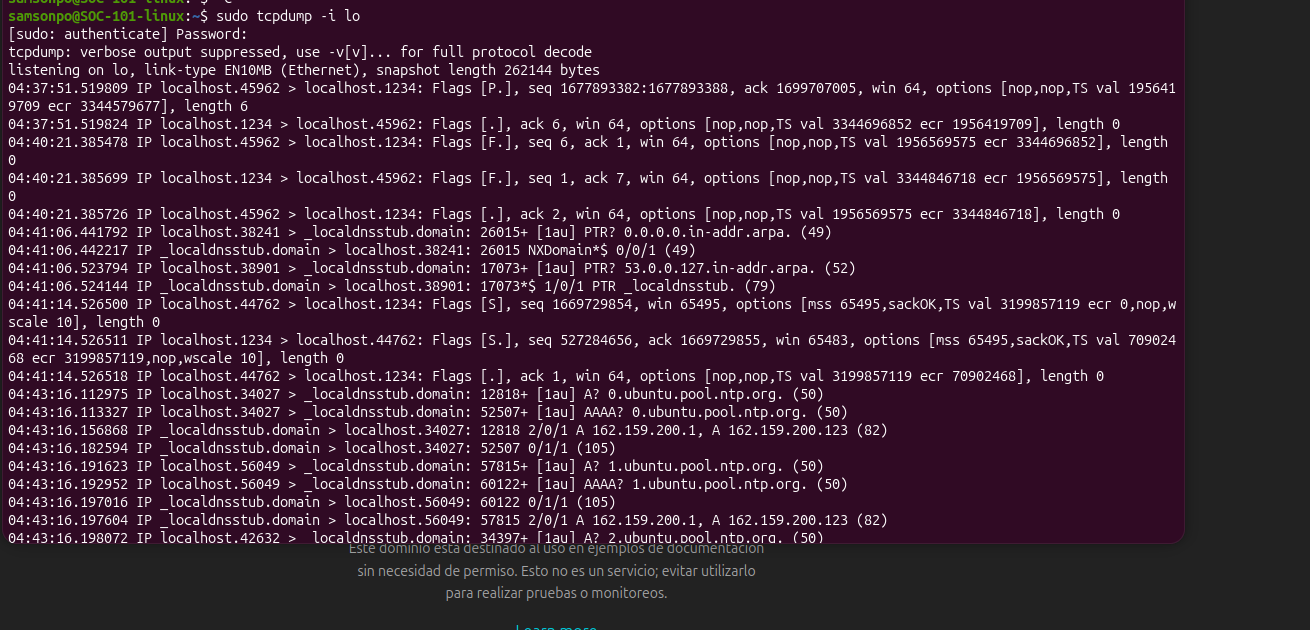 samsonpo@SOC-101-linux:~$ sudo tcpdump -i lo
[sudo: authenticate] Password:
tcpdump: verbose output suppressed, use -v[v]... for full protocol decode
listening on lo, link-type EN10MB (Ethernet), snapshot length 262144 bytes
04:37:51.519809 IP localhost.45962 > localhost.1234: Flags [P.], seq 1677893382:1677893388, ack 1699707005, win 64, options [nop,nop,TS val 195641
9709 ecr 3344579677], length 6
04:37:51.519824 IP localhost.1234 > localhost.45962: Flags [.], ack 6, win 64, options [nop,nop,TS val 3344696852 ecr 1956419709], length 0
04:40:21.385478 IP localhost.45962 > localhost.1234: Flags [F.], seq 6, ack 1, win 64, options [nop,nop,TS val 1956569575 ecr 3344696852], length
0
04:40:21.385699 IP localhost.1234 > localhost.45962: Flags [F.], seq 1, ack 7, win 64, options [nop,nop,TS val 3344846718 ecr 1956569575], length
0
04:40:21.385726 IP localhost.45962 > localhost.1234: Flags [.], ack 2, win 64, options [nop,nop,TS val 1956569575 ecr 3344846718], length 0
04:41:06.441792 IP localhost.38241 > _localdnsstub.domain: 26015+ [1au] PTR? 0.0.0.0.in-addr.arpa. (49)
04:41:06.442217 IP _localdnsstub.domain > localhost.38241: 26015 NXDomain*$ 0/0/1 (49)
04:41:06.523794 IP localhost.38901 > _localdnsstub.domain: 17073+ [1au] PTR? 53.0.0.127.in-addr.arpa. (52)
04:41:06.524144 IP _localdnsstub.domain > localhost.38901: 17073*$ 1/0/1 PTR _localdnsstub. (79)
04:41:14.526500 IP localhost.44762 > localhost.1234: Flags [S], seq 1669729854, win 65495, options [mss 65495,sackOK,TS val 3199857119 ecr 0,nop,w
scale 10], length 0
04:41:14.526511 IP localhost.1234 > localhost.44762: Flags [S.], seq 527284656, ack 1669729855, win 65483, options [mss 65495,sackOK,TS val 709024
68 ecr 3199857119,nop,wscale 10], length 0
04:41:14.526518 IP localhost.44762 > localhost.1234: Flags [.], ack 1, win 64, options [nop,nop,TS val 3199857119 ecr 70902468], length 0
04:43:16.112975 IP localhost.34027 > _localdnsstub.domain: 12818+ [1au] A? 0.ubuntu.pool.ntp.org. (50)
04:43:16.113327 IP localhost.34027 > _localdnsstub.domain: 52507+ [1au] AAAA? 0.ubuntu.pool.ntp.org. (50)
04:43:16.156868 IP _localdnsstub.domain > localhost.34027: 12818 2/0/1 A 162.159.200.1, A 162.159.200.123 (82)
04:43:16.182594 IP _localdnsstub.domain > localhost.34027: 52507 0/1/1 (105)
04:43:16.191623 IP localhost.56049 > _localdnsstub.domain: 57815+ [1au] A? 1.ubuntu.pool.ntp.org. (50)
04:43:16.192952 IP localhost.56049 > _localdnsstub.domain: 60122+ [1au] AAAA? 1.ubuntu.pool.ntp.org. (50)
04:43:16.197016 IP _localdnsstub.domain > localhost.56049: 60122 0/1/1 (105)
04:43:16.197604 IP _localdnsstub.domain > localhost.56049: 57815 2/0/1 A 162.159.200.1, A 162.159.200.123 (82)
04:43:16.198072 IP localhost.42632 > _localdnsstub.domain: 34397+ [1au] A? 2.ubuntu.pool.ntp.org. (50)
Este dominio está destinado al uso en ejemplos de documentación
sin necesidad de permiso. Esto no es un servicio; evitar utilizarlo
para realizar pruebas o monitoreos.
Learn more